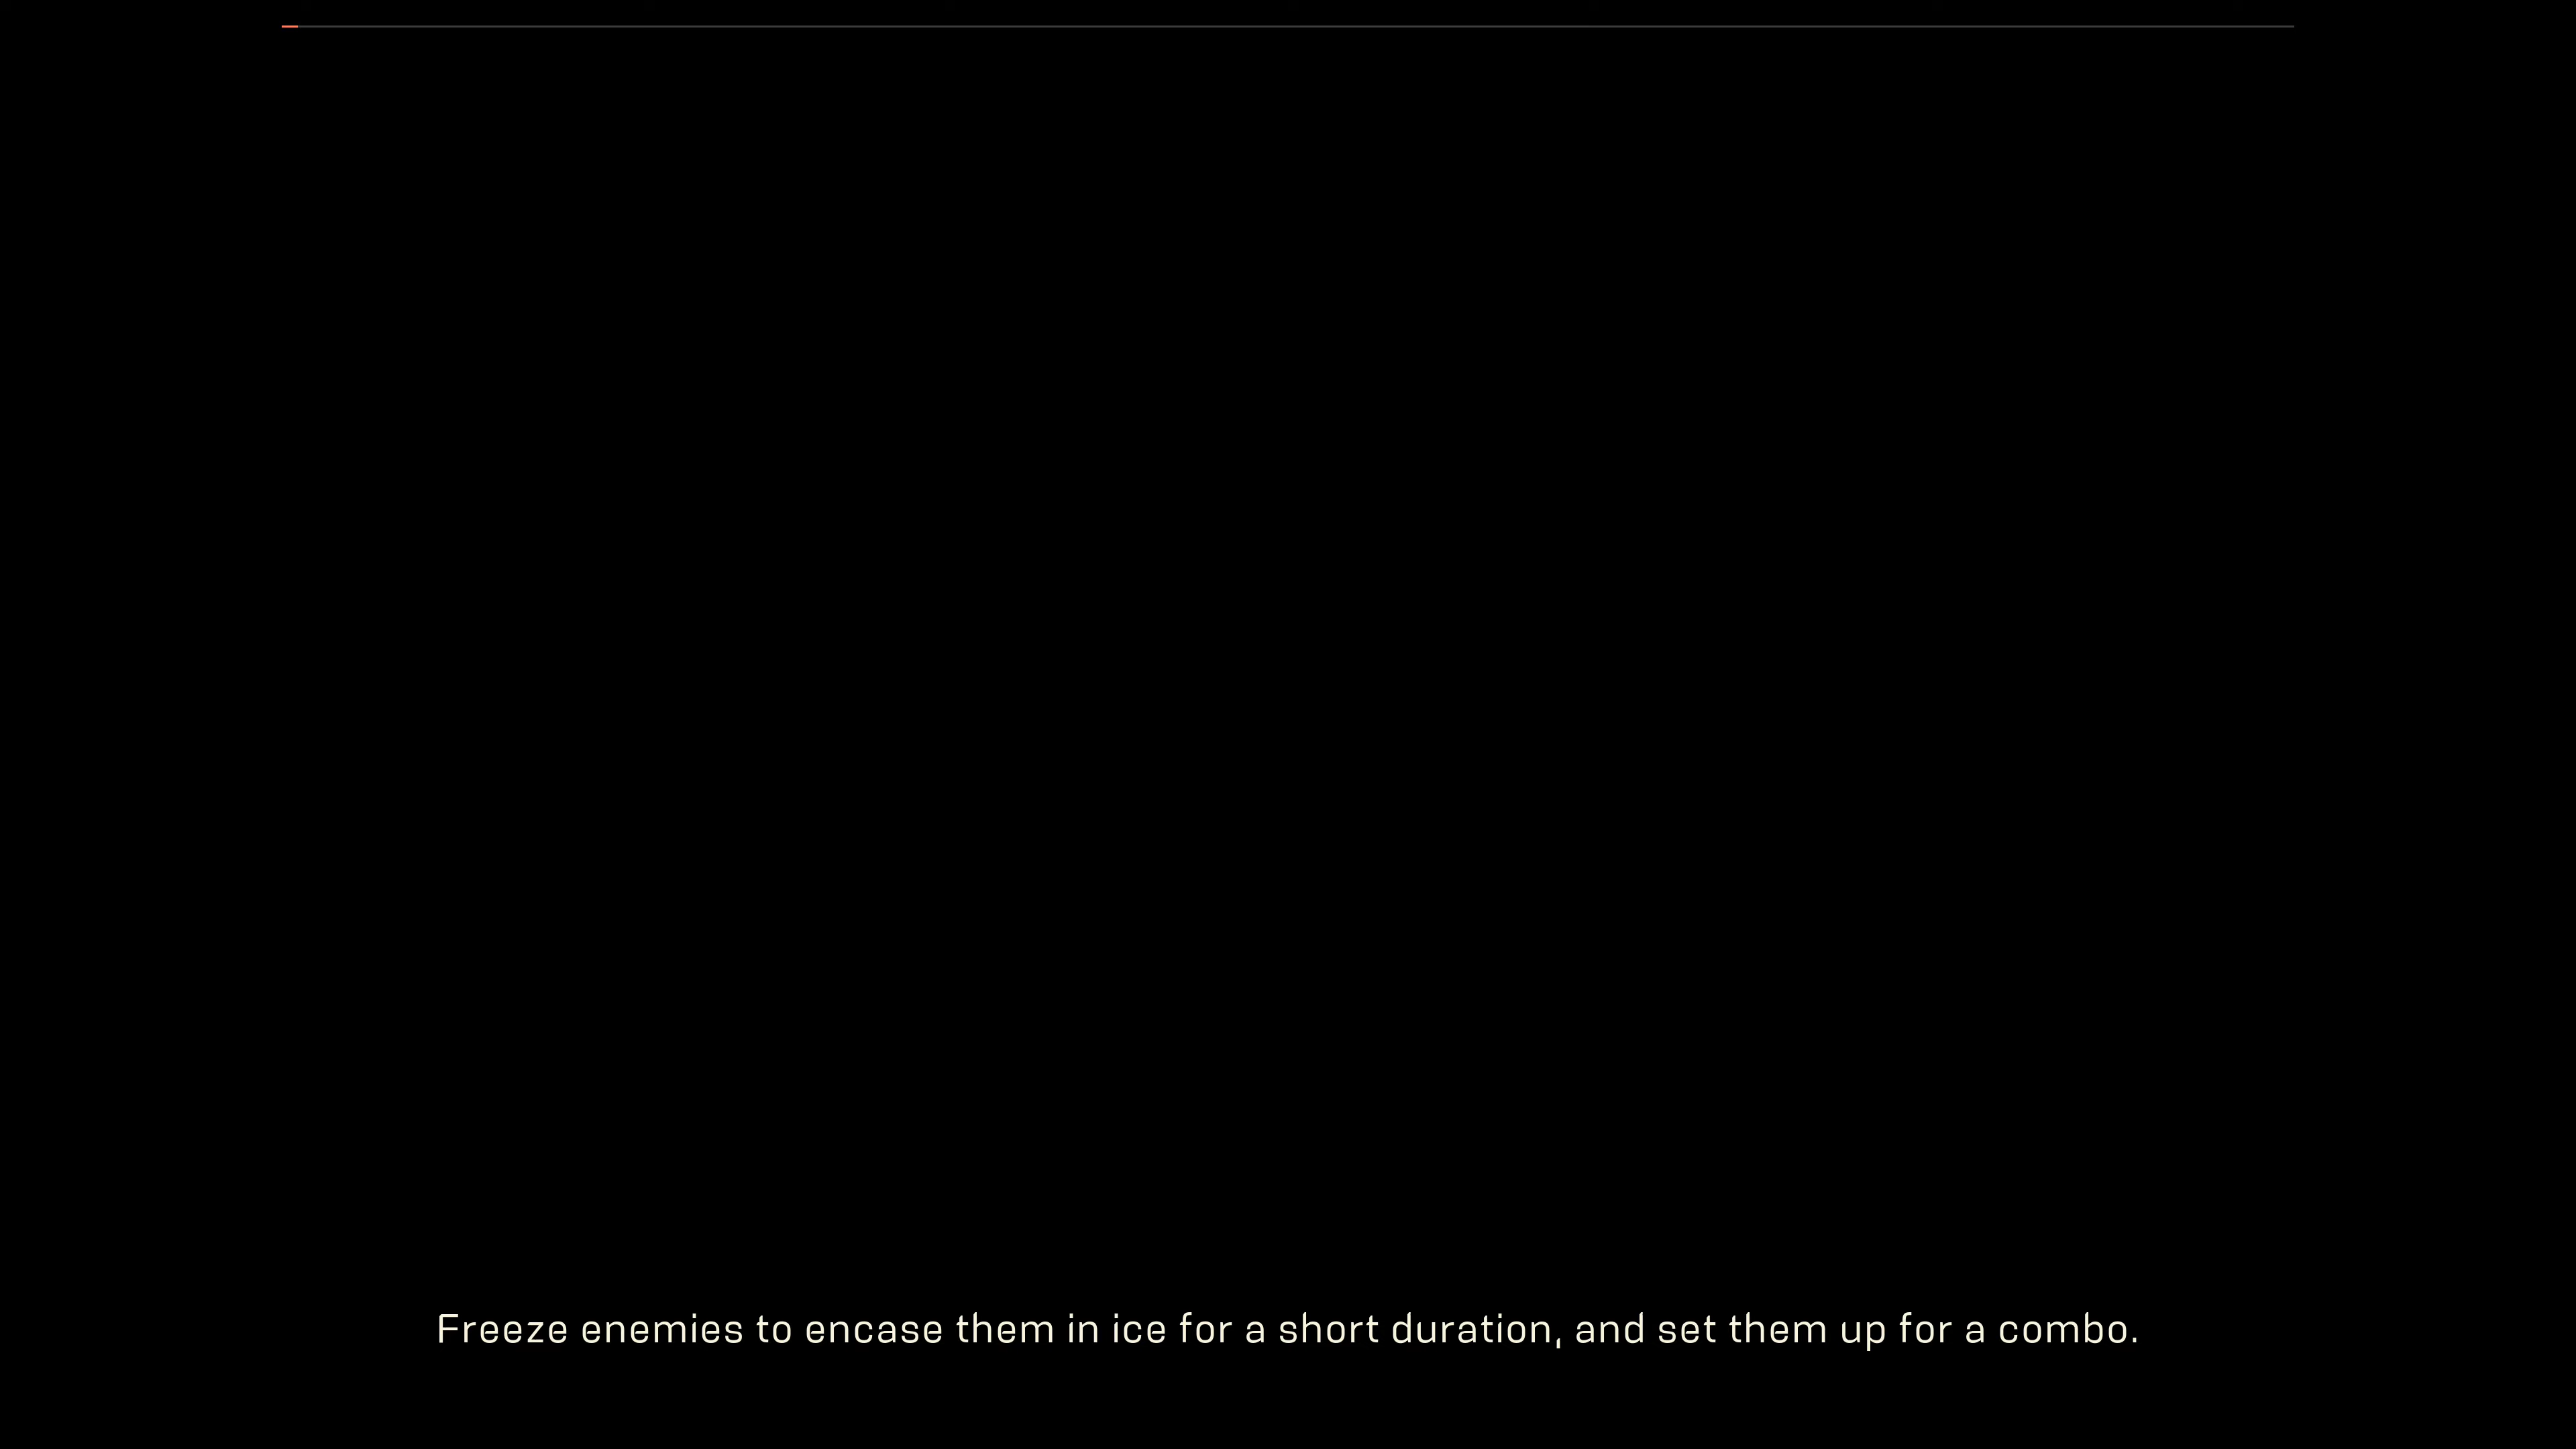 Freeze enemies to encase them in ice for a short duration, and set them up for a combo.